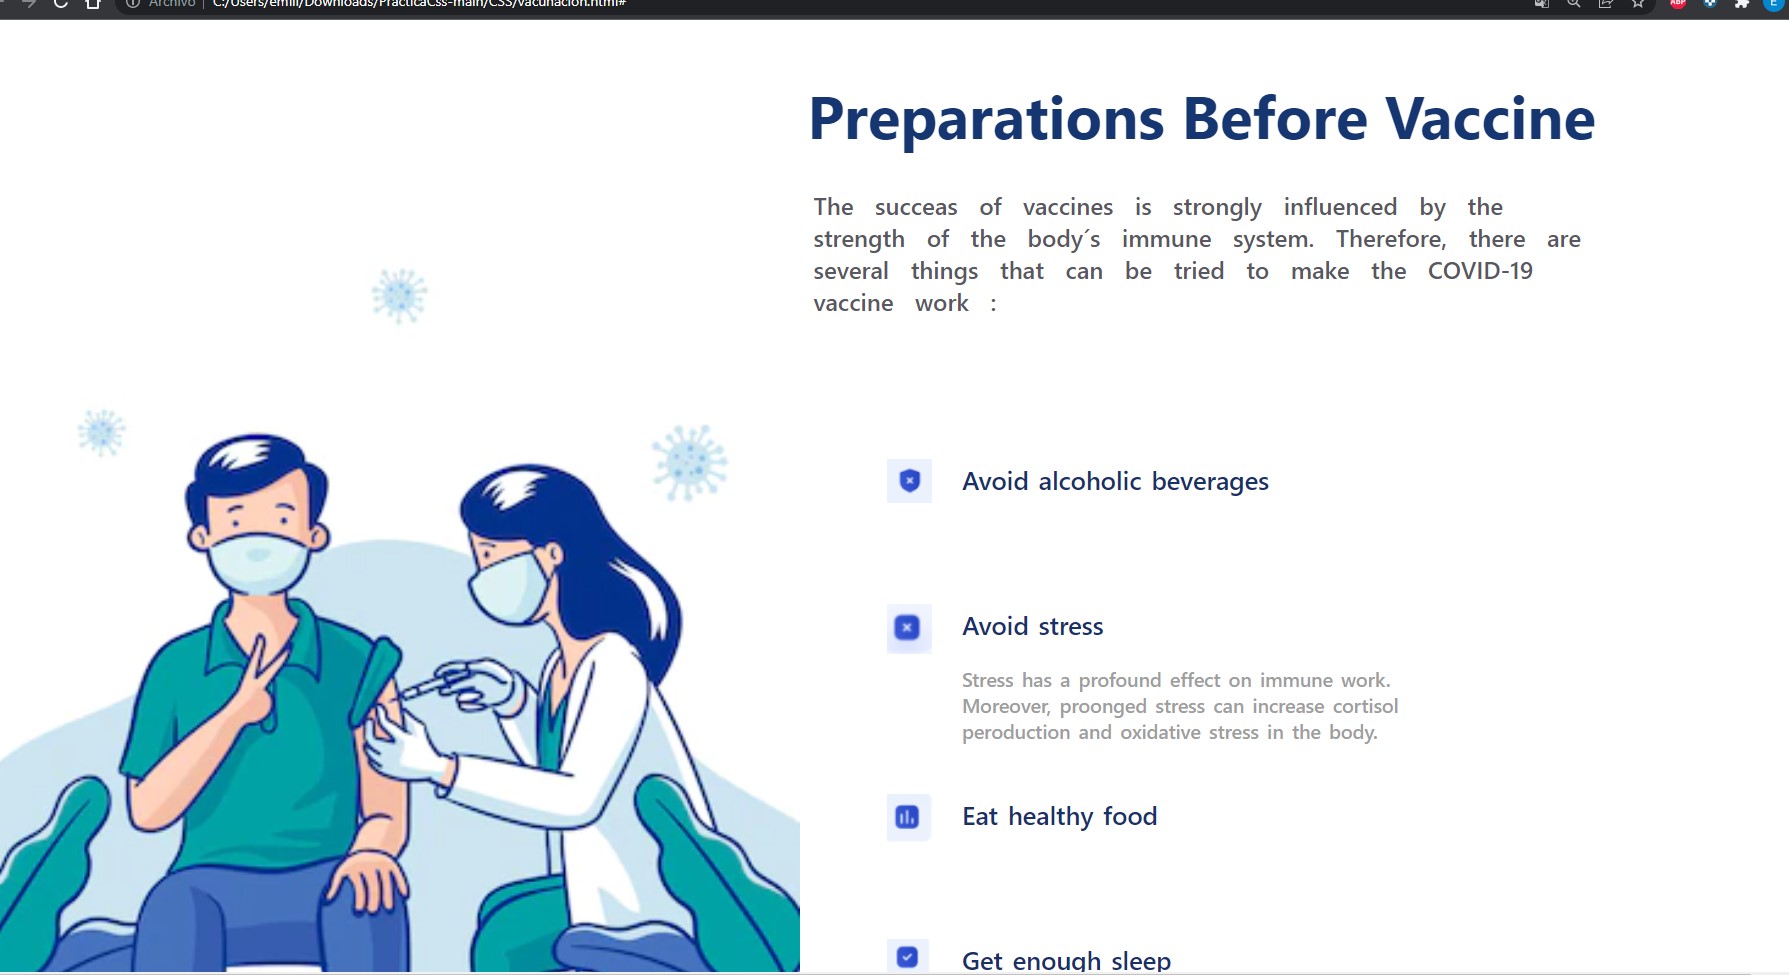 Archivo | C:/Users/emili/Downloads/PracticaCss-main/CSS/vacunacion.html#
ABP
E
Preparations Before Vaccine
The succeas of vaccines is strongly influenced by the
strength of the body´s immune system. Therefore, there are
several things that can be tried to make the COVID-19
vaccine work :
Avoid alcoholic beverages
Avoid stress
Stress has a profound effect on immune work.
Moreover, proonged stress can increase cortisol
peroduction and oxidative stress in the body.
Eat healthy food
Get enough sleep